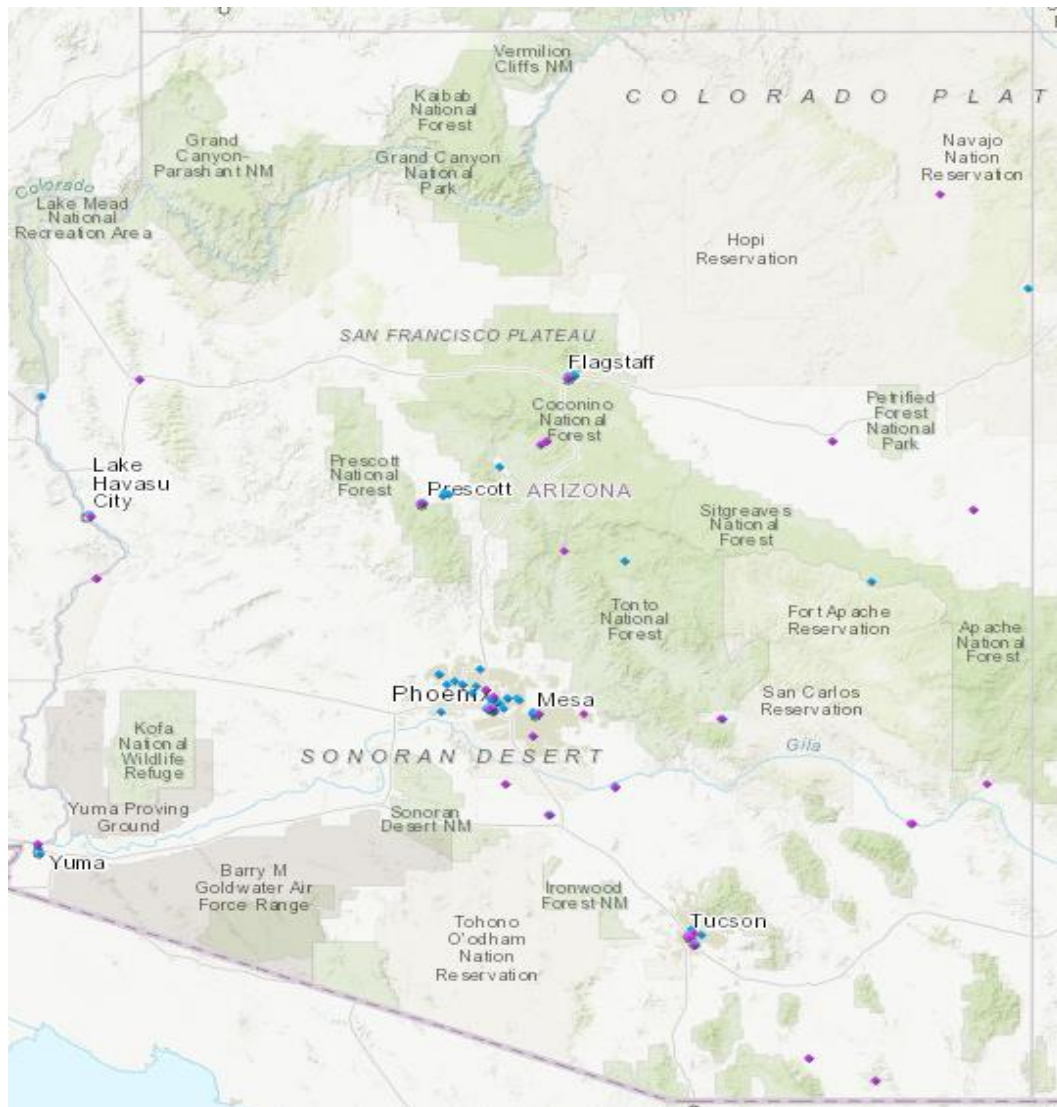 Vermilion
Cliffs NM
COLORADO PLAT
Kaibab
National
Forest
Grand
Canyon-
Parashant NM
Grand Canyon
National
Park
Navajo
Nation
Reservation
Colorado
Lake Mead
National
Recreation Area
Hopi
Reservation
SAN FRANCISCO PLATEAU
Flagstaff
Coconino
National
Forest
Petrified
Forest
National
Park
Lake
Havasu
City
Prescott
National
Forest
Prescott
ARIZONA
Sitgreaves
National
Forest
Tonto
National
Forest
Fort Apache
Reservation
Apache
National
Forest
Phoenix
Mesa
San Carlos
Reservation
Kofa
National
Wildlife
Refuge
SONORAN DESERT
Gila
Yuma Proving
Ground
Sonoran
Desert NM
Yuma
Barry M
Goldwater Air
Force Range
Ironwood
Forest NM
Tohono
O'odham
Nation
Reservation
Tucson